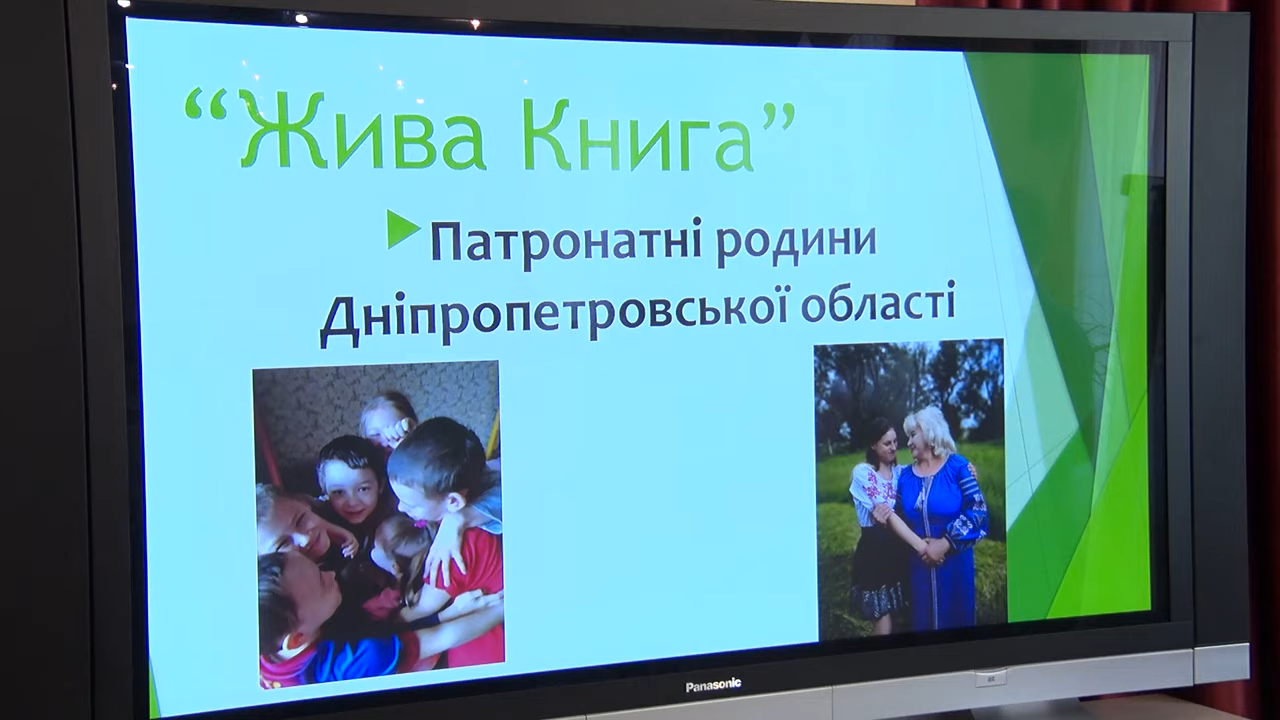 “Жива Книга”
Патронатні родини
Дніпропетровської області
Panasonic